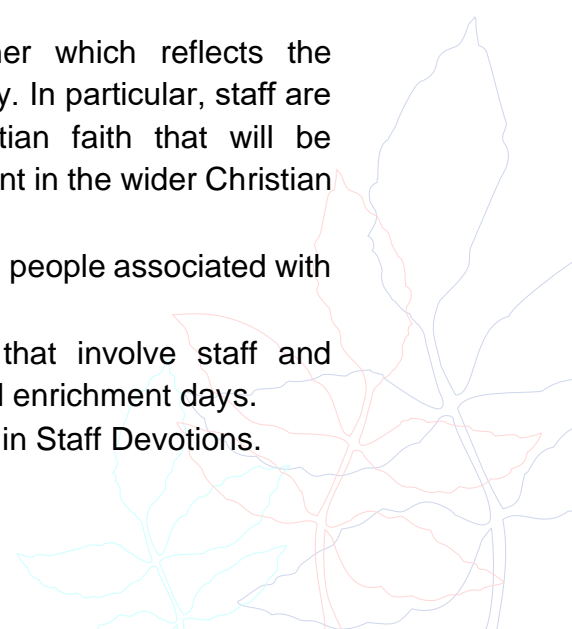 ner which reflects the
y. In particular, staff are
tian faith that will be
nt in the wider Christian
people associated with
that involve staff and
l enrichment days.
in Staff Devotions.